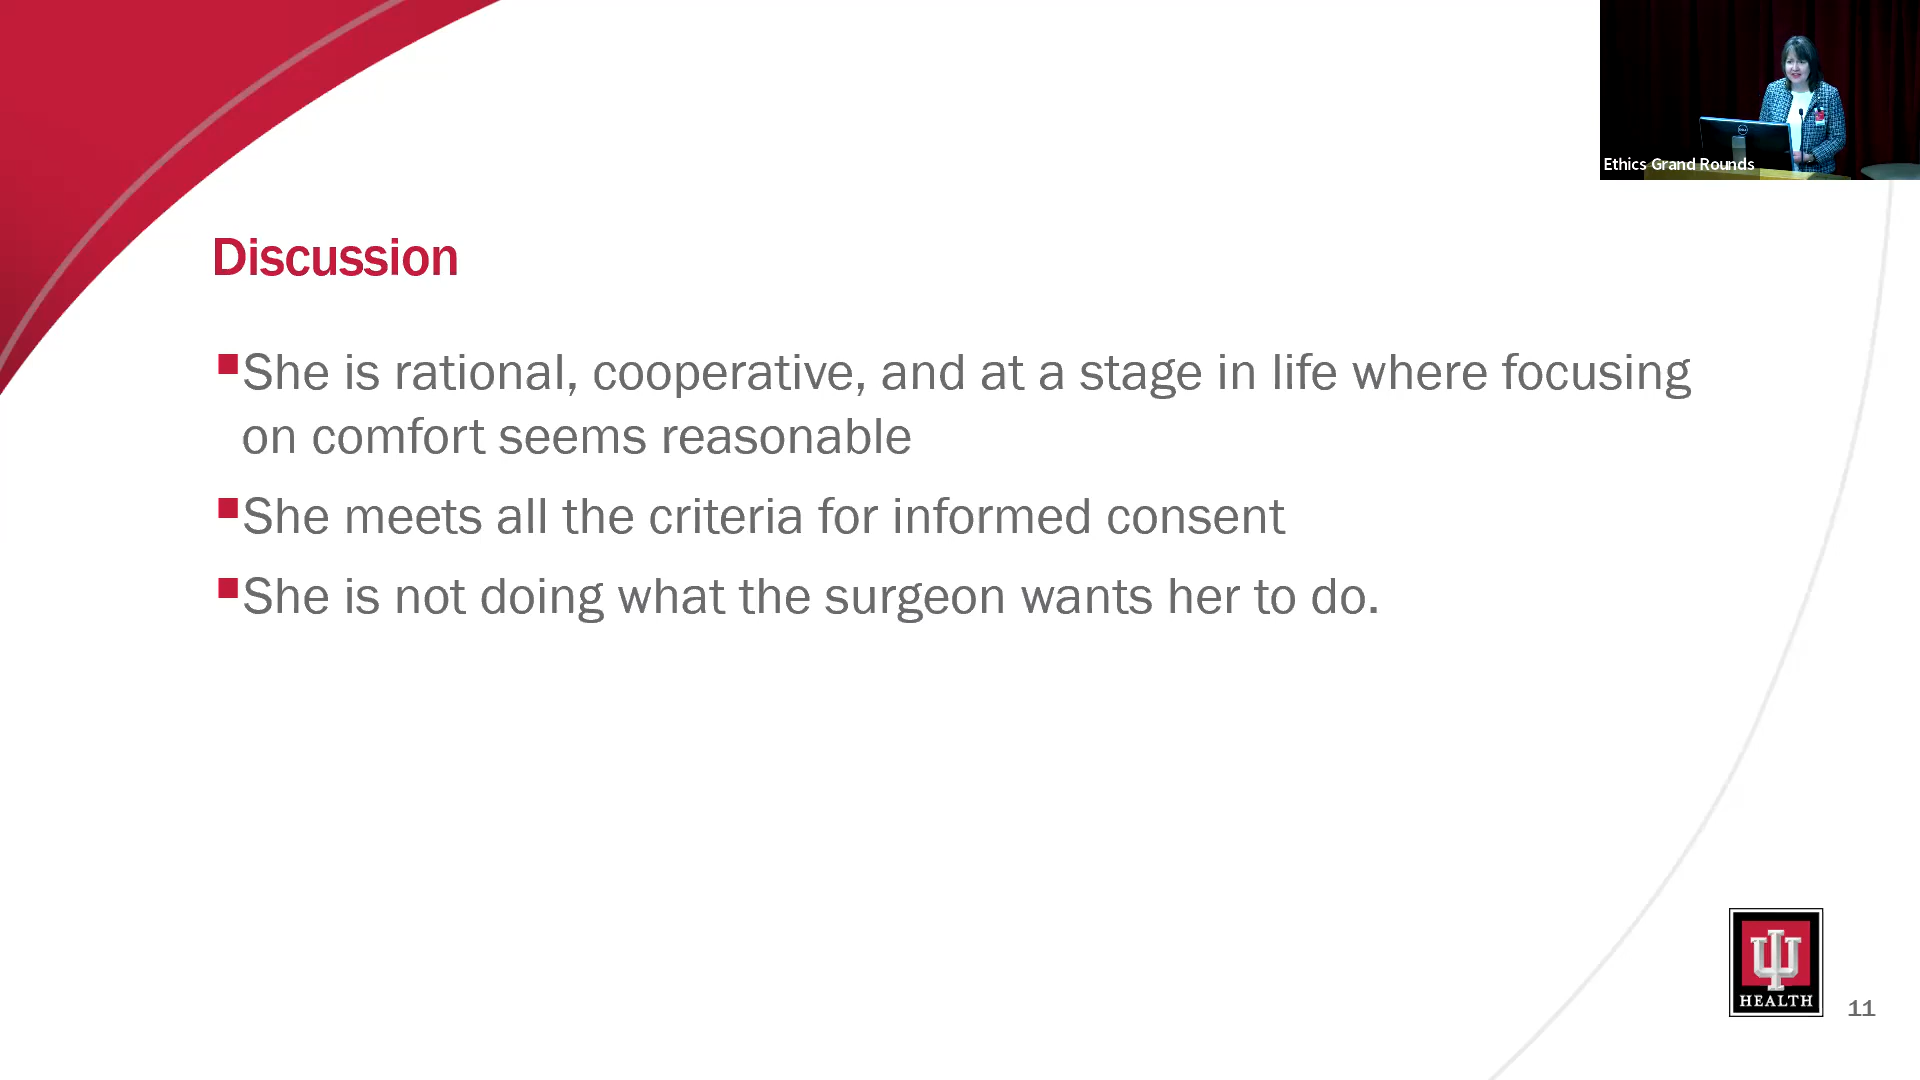 Ethics Grand Rounds
Discussion
She is rational, cooperative, and at a stage in life where focusing
on comfort seems reasonable
She meets all the criteria for informed consent
She is not doing what the surgeon wants her to do.
HEALTH
11